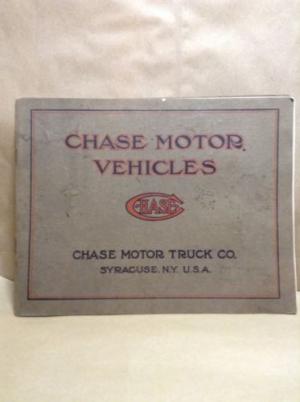 CHASE MOTOR
VEHICLES
CHASE
CHASE MOTOR TRUCK CO.
SYRACUSE. N.Y. U.S.A.